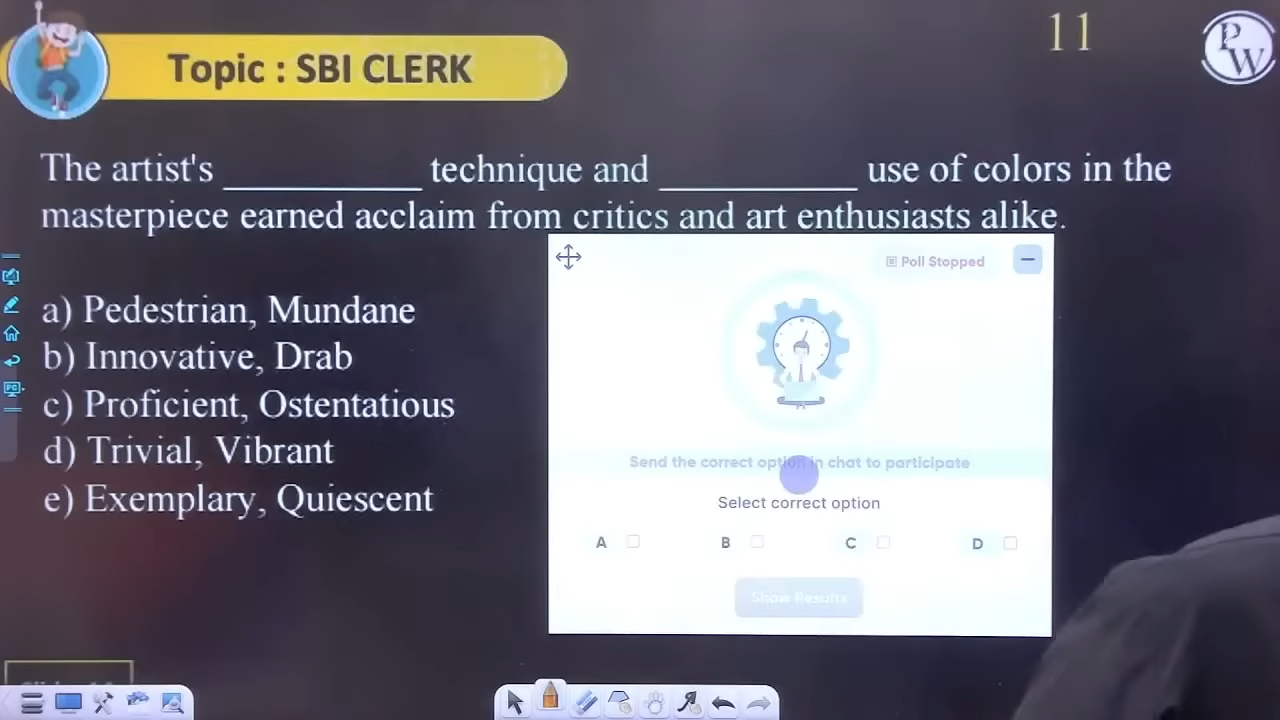 Topic : SBI CLERK
11
PW
The artist's __________ technique and __________ use of colors in the
masterpiece earned acclaim from critics and art enthusiasts alike.
a) Pedestrian, Mundane
b) Innovative, Drab
c) Proficient, Ostentatious
d) Trivial, Vibrant
e) Exemplary, Quiescent
Poll Stopped
Send the correct option in chat to participate
Select correct option
A B C D
Show Results